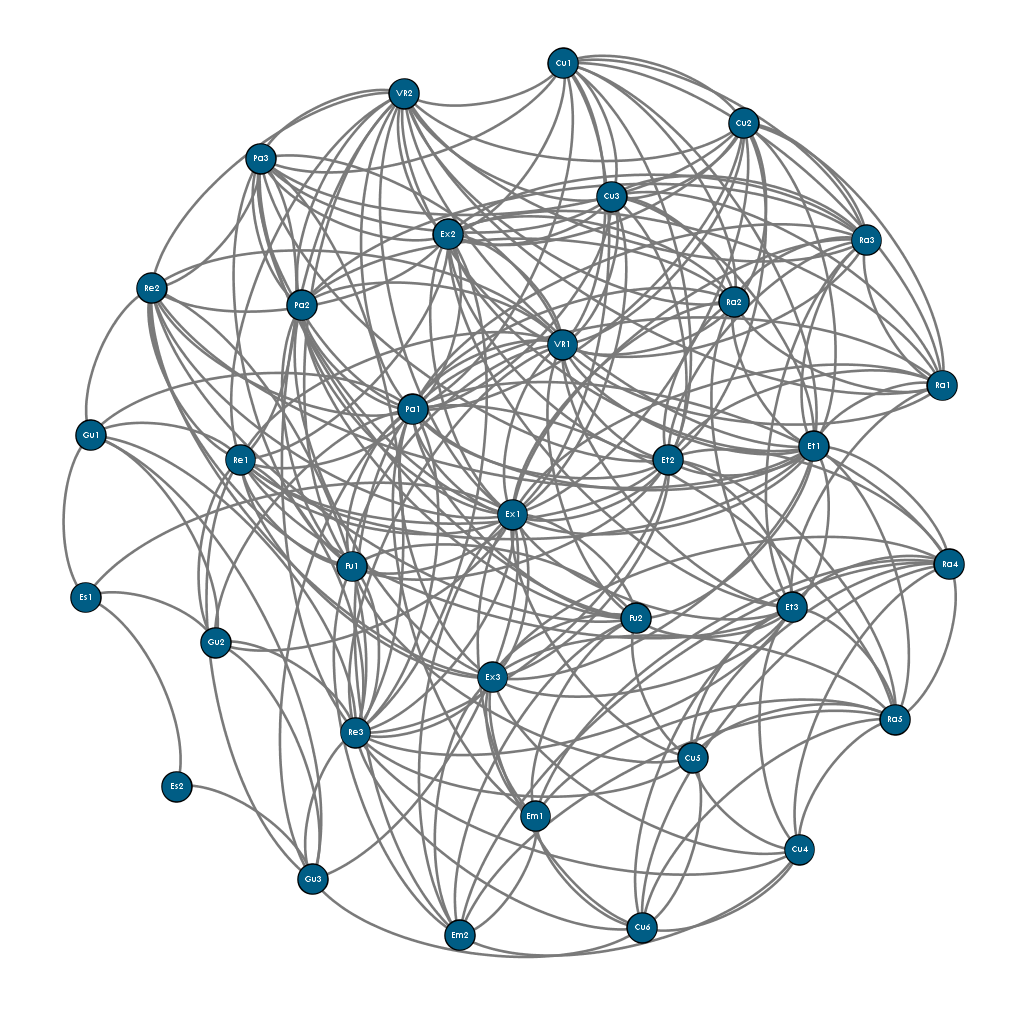 Cu1
VR2
Cu2
Pa3
Cu3
Ex2
Ra3
Re2
Ra2
Pa2
VR1
Ra1
Pa1
Gu1
Et1
Re1
Et2
Ex1
Ra4
Fu1
Es1
Et3
Fu2
Gu2
Ex3
Ra5
Re3
Cu5
Es2
Em1
Cu4
Gu3
Cu6
Em2